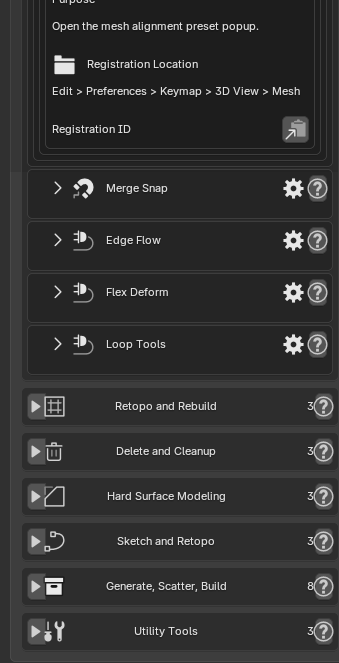 Open the mesh alignment preset popup.
Registration Location
Edit > Preferences > Keymap > 3D View > Mesh
Registration ID
Merge Snap
Edge Flow
Flex Deform
Loop Tools
Retopo and Rebuild 3
Delete and Cleanup 3
Hard Surface Modeling 3
Sketch and Retopo 3
Generate, Scatter, Build 8
Utility Tools 3